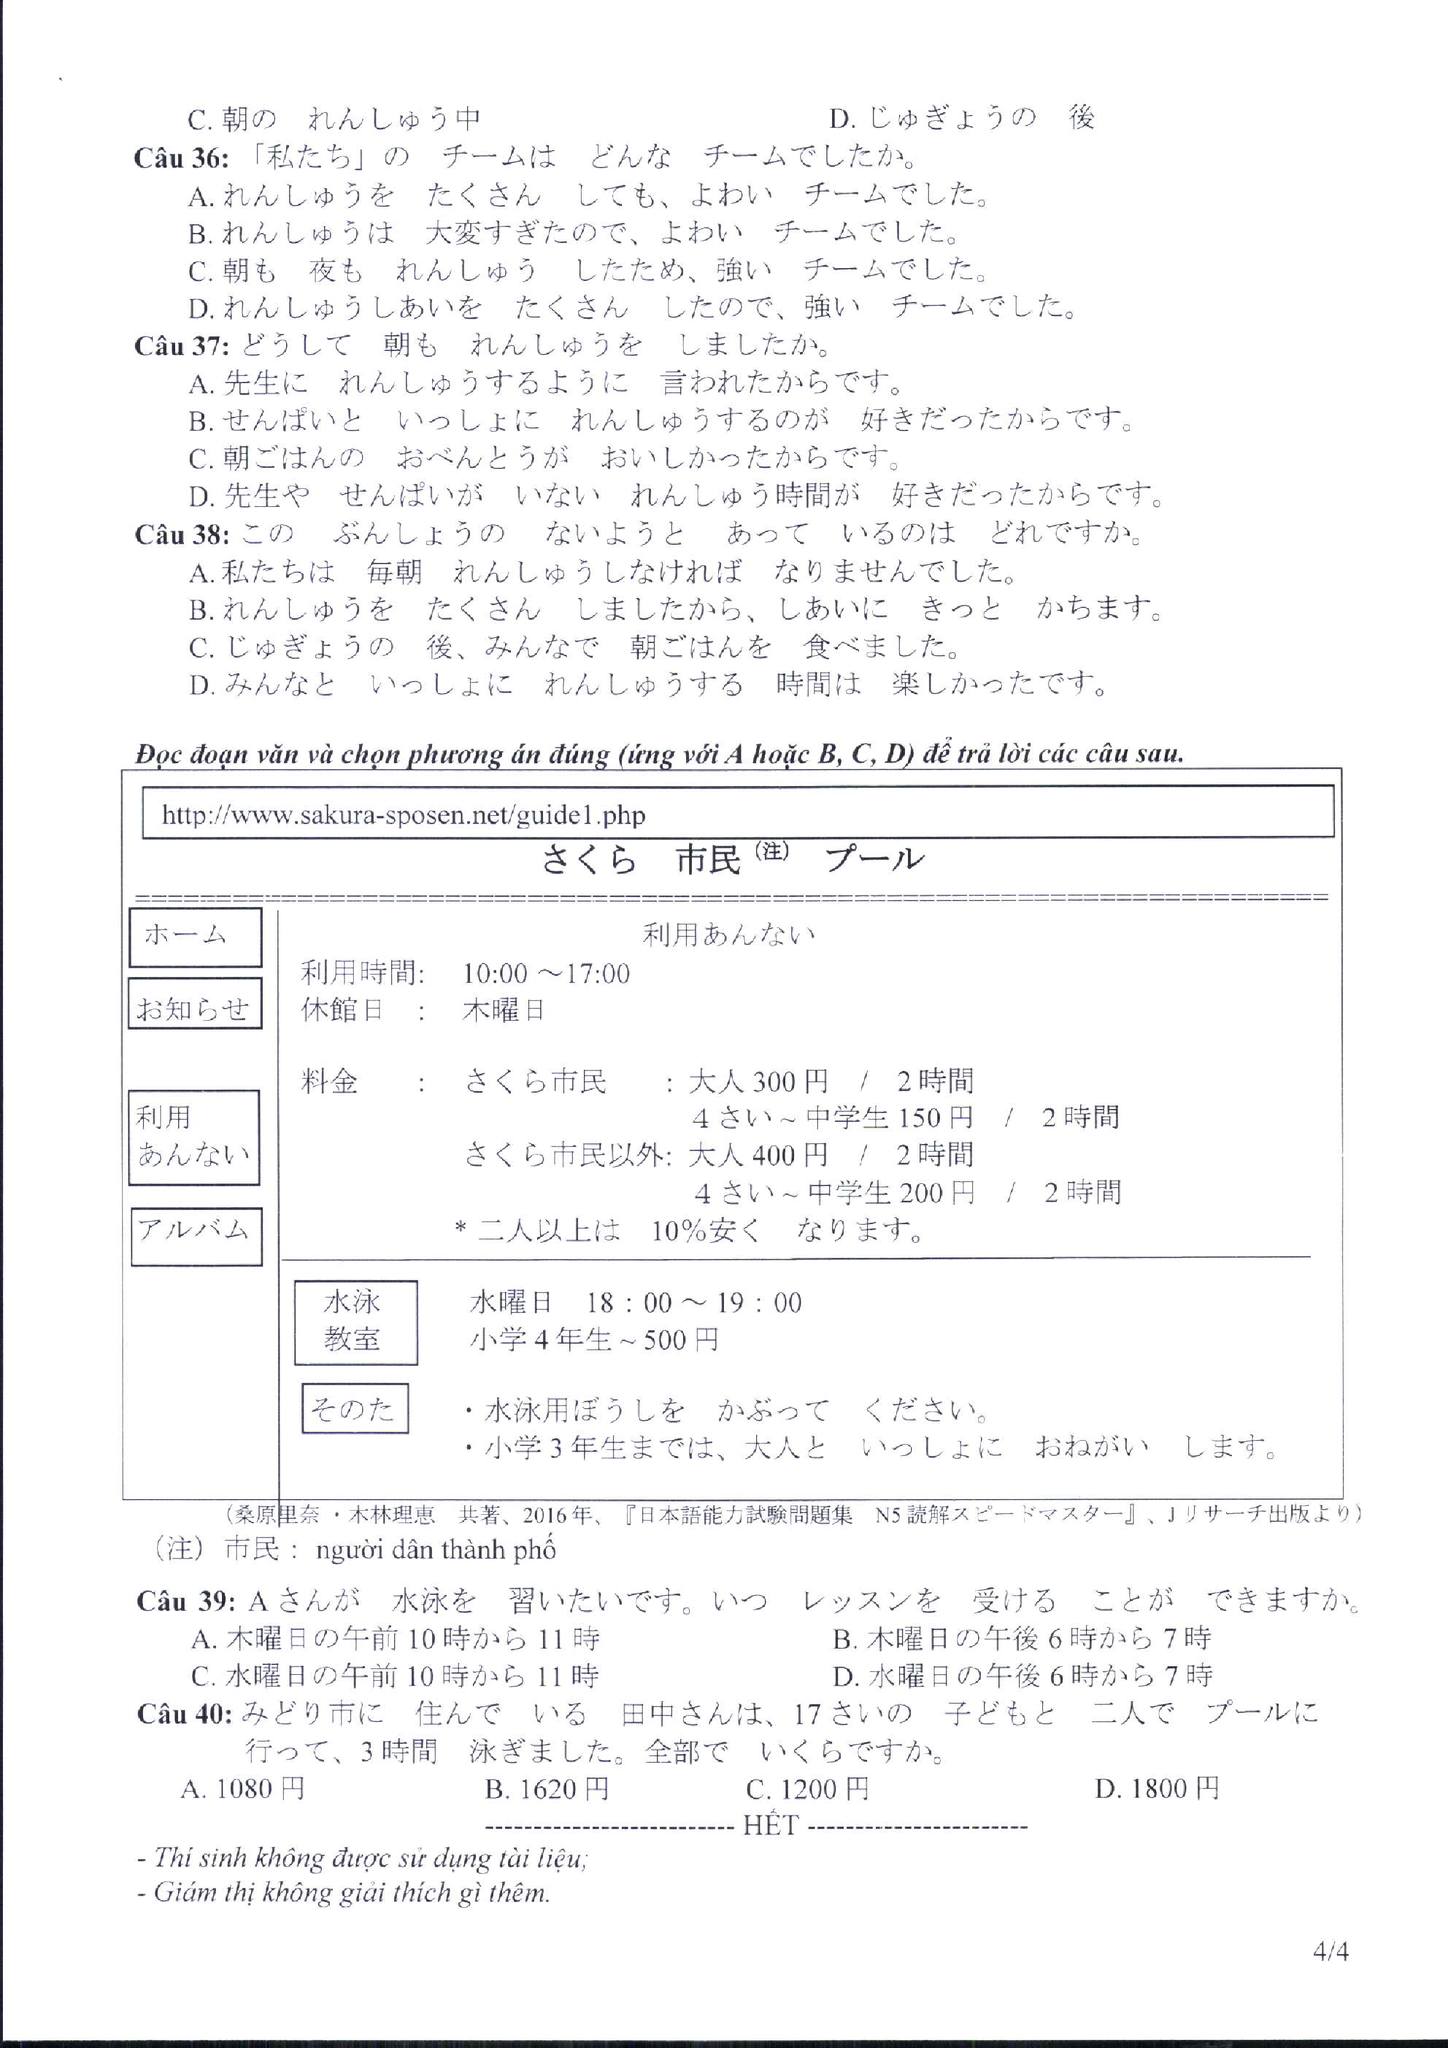 C. 朝の　れんしゅう中　D. じゅぎょうの　後
Câu 36: 「私たち」の　チームは　どんな　チームでしたか。
A. れんしゅうを　たくさん　しても、よわい　チームでした。
B. れんしゅうは　大変すぎたので、よわい　チームでした。
C. 朝も　夜も　れんしゅう　したため、強い　チームでした。
D. れんしゅうしあいを　たくさん　したので、強い　チームでした。
Câu 37: どうして　朝も　れんしゅうを　しましたか。
A. 先生に　れんしゅうするように　言われたからです。
B. せんぱいと　いっしょに　れんしゅうするのが　好きだったからです。
C. 朝ごはんの　おべんとうが　おいしかったからです。
D. 先生や　せんぱいが　いない　れんしゅう時間が　好きだったからです。
Câu 38: この　ぶんしょうの　ないようと　あって　いるのは　どれですか。
A. 私たちは　毎朝　れんしゅうしなければ　なりませんでした。
B. れんしゅうを　たくさん　しましたから、しあいに　きっと　かちます。
C. じゅぎょうの　後、みんなで　朝ごはんを　食べました。
D. みんなと　いっしょに　れんしゅうする　時間は　楽しかったです。
Đọc đoạn văn và chọn phương án đúng (ứng với A hoặc B, C, D) để trả lời các câu sau.
http://www.sakura-sposen.net/guide1.php
さくら　市民（注）　プール
ホーム
お知らせ
利用
あんない
アルバム
利用あんない
利用時間:　10:00 ～17:00
休館日　:　木曜日
料金　:　さくら市民　: 大人 300 円　/　2 時間
4 さい ~ 中学生 150 円　/　2 時間
さくら市民以外: 大人 400 円　/　2 時間
4 さい ~ 中学生 200 円　/　2 時間
* 二人以上は　10%安く　なります。
水泳
教室
水曜日　18：00 ～ 19：00
小学 4 年生 ~ 500 円
そのた
・水泳用ぼうしを　かぶって　ください。
・小学 3 年生までは、大人と　いっしょに　おねがい　します。
（桑原里奈・木林理恵　共著、2016 年、『日本語能力試験問題集　N5 読解スピードマスター』、J リサーチ出版より）
（注）市民： người dân thành phố
Câu 39: A さんが　水泳を　習いたいです。いつ　レッスンを　受ける　ことが　できますか。
A. 木曜日の午前 10 時から 11 時　B. 木曜日の午後 6 時から 7 時
C. 水曜日の午前 10 時から 11 時　D. 水曜日の午後 6 時から 7 時
Câu 40: みどり市に　住んで　いる　田中さんは、17 さいの　子どもと　二人で　プールに
行って、3 時間　泳ぎました。全部で　いくらですか。
A. 1080 円　B. 1620 円　C. 1200 円　D. 1800 円
-------------------------- HẾT -----------------------
- Thí sinh không được sử dụng tài liệu;
- Giám thị không giải thích gì thêm.
4/4